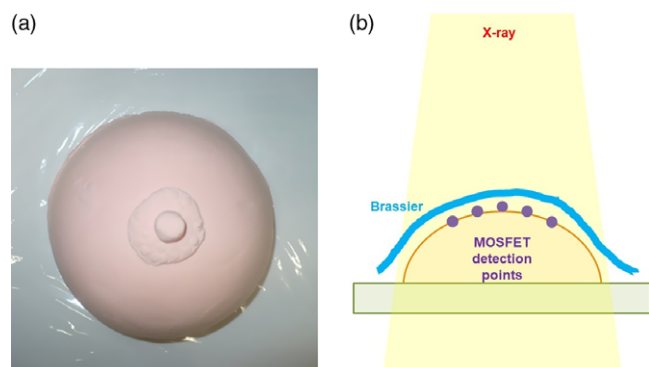 (a)
(b)
X-ray
Brassier
MOSFET
detection
points